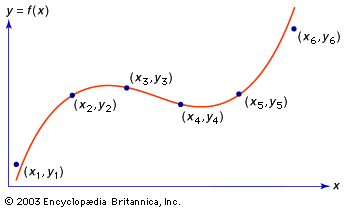 y = f(x)
(x₆, y₆)
(x₃, y₃)
(x₂, y₂)
(x₅, y₅)
(x₄, y₄)
(x₁, y₁)
x
© 2003 Encyclopædia Britannica, Inc.